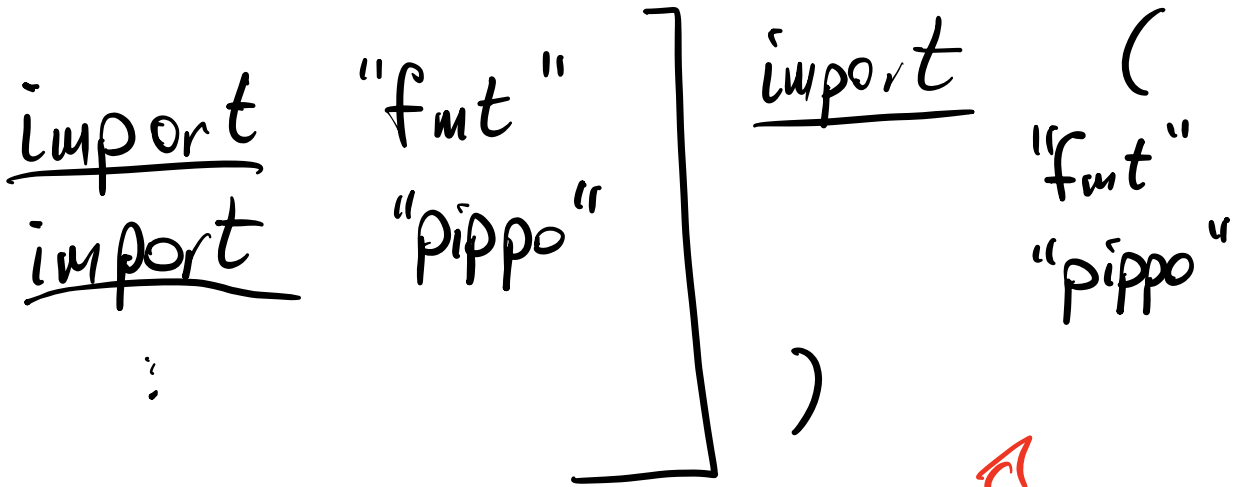 import "fmt"
import "pippo"
⋮
import (
"fmt"
"pippo"
)